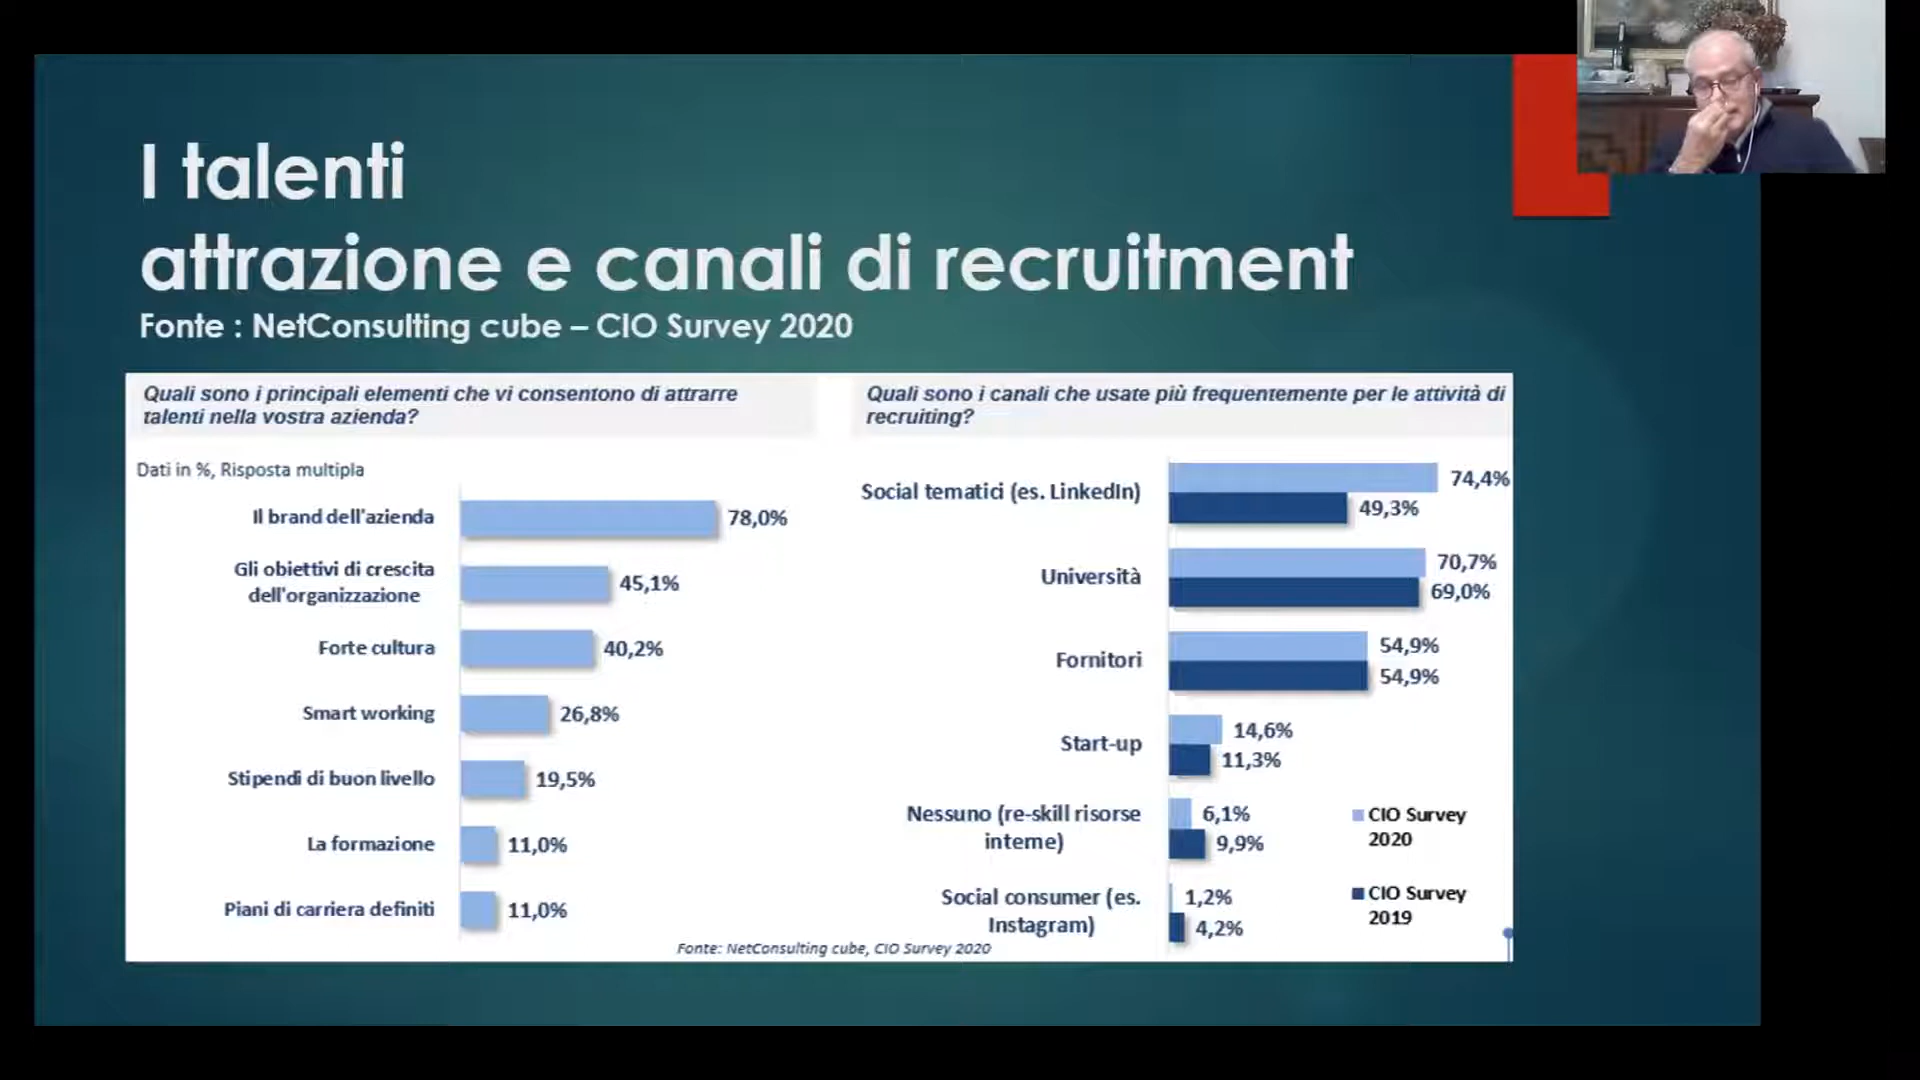 I talenti
attrazione e canali di recruitment
Fonte : NetConsulting cube – CIO Survey 2020
Quali sono i principali elementi che vi consentono di attrarre
talenti nella vostra azienda?
Dati in %, Risposta multipla
Il brand dell'azienda 78,0%
Gli obiettivi di crescita
dell'organizzazione 45,1%
Forte cultura 40,2%
Smart working 26,8%
Stipendi di buon livello 19,5%
La formazione 11,0%
Piani di carriera definiti 11,0%
Quali sono i canali che usate più frequentemente per le attività di
recruiting?
Social tematici (es. LinkedIn) 74,4%
49,3%
Università 70,7%
69,0%
Fornitori 54,9%
54,9%
Start-up 14,6%
11,3%
Nessuno (re-skill risorse
interne) 6,1%
9,9%
Social consumer (es.
Instagram) 1,2%
4,2%
CIO Survey
2020
CIO Survey
2019
Fonte: NetConsulting cube, CIO Survey 2020